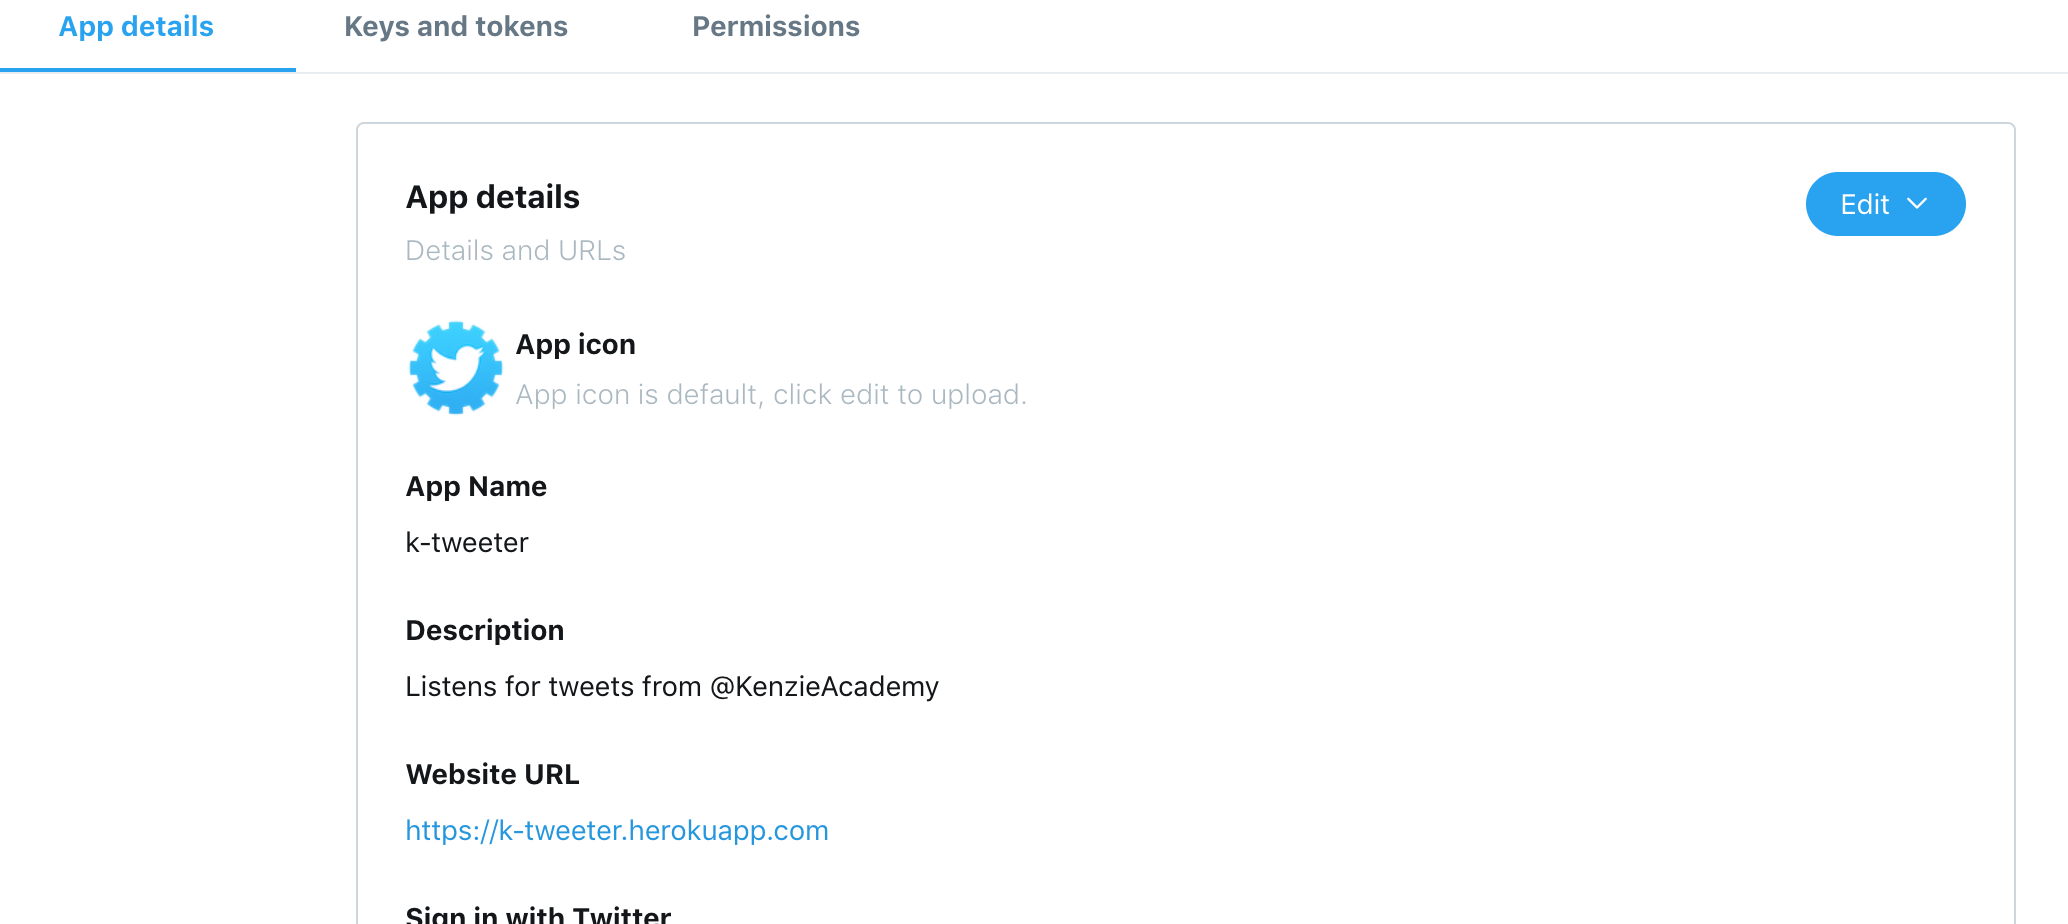 App details Keys and tokens Permissions
App details
Edit
Details and URLs
App icon
App icon is default, click edit to upload.
App Name
k-tweeter
Description
Listens for tweets from @KenzieAcademy
Website URL
https://k-tweeter.herokuapp.com
Sign in with Twitter